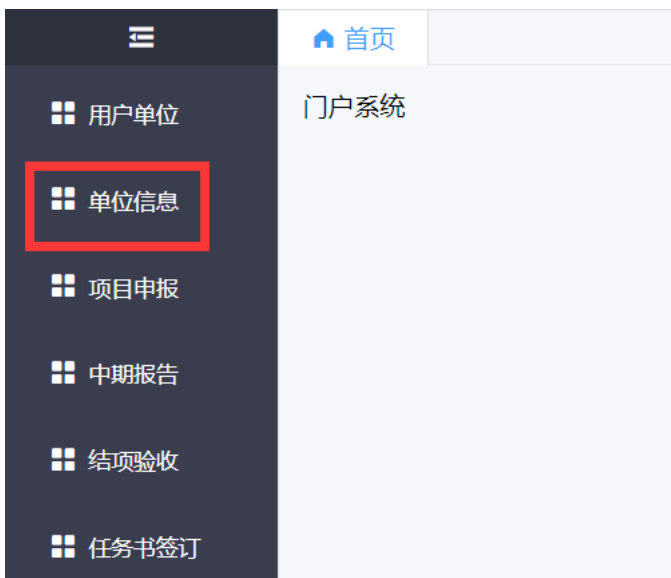 首页
门户系统
用户单位
单位信息
项目申报
中期报告
结项验收
任务书签订